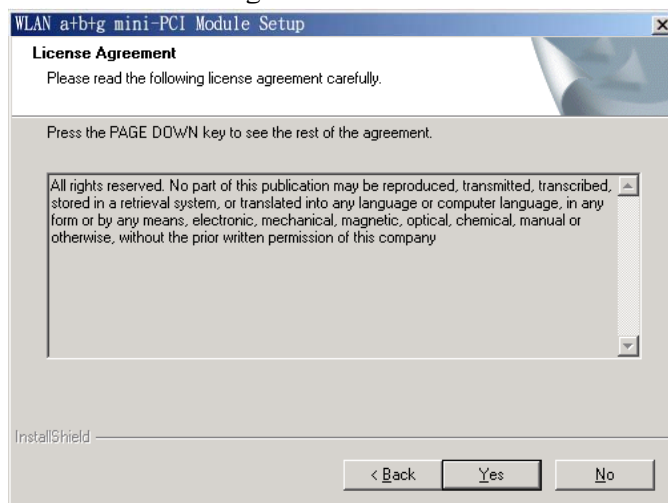 WLAN a+b+g mini-PCI Module Setup
License Agreement
Please read the following license agreement carefully.
Press the PAGE DOWN key to see the rest of the agreement.
All rights reserved. No part of this publication may be reproduced, transmitted, transcribed,
stored in a retrieval system, or translated into any language or computer language, in any
form or by any means, electronic, mechanical, magnetic, optical, chemical, manual or
otherwise, without the prior written permission of this company
InstallShield
< Back Yes No